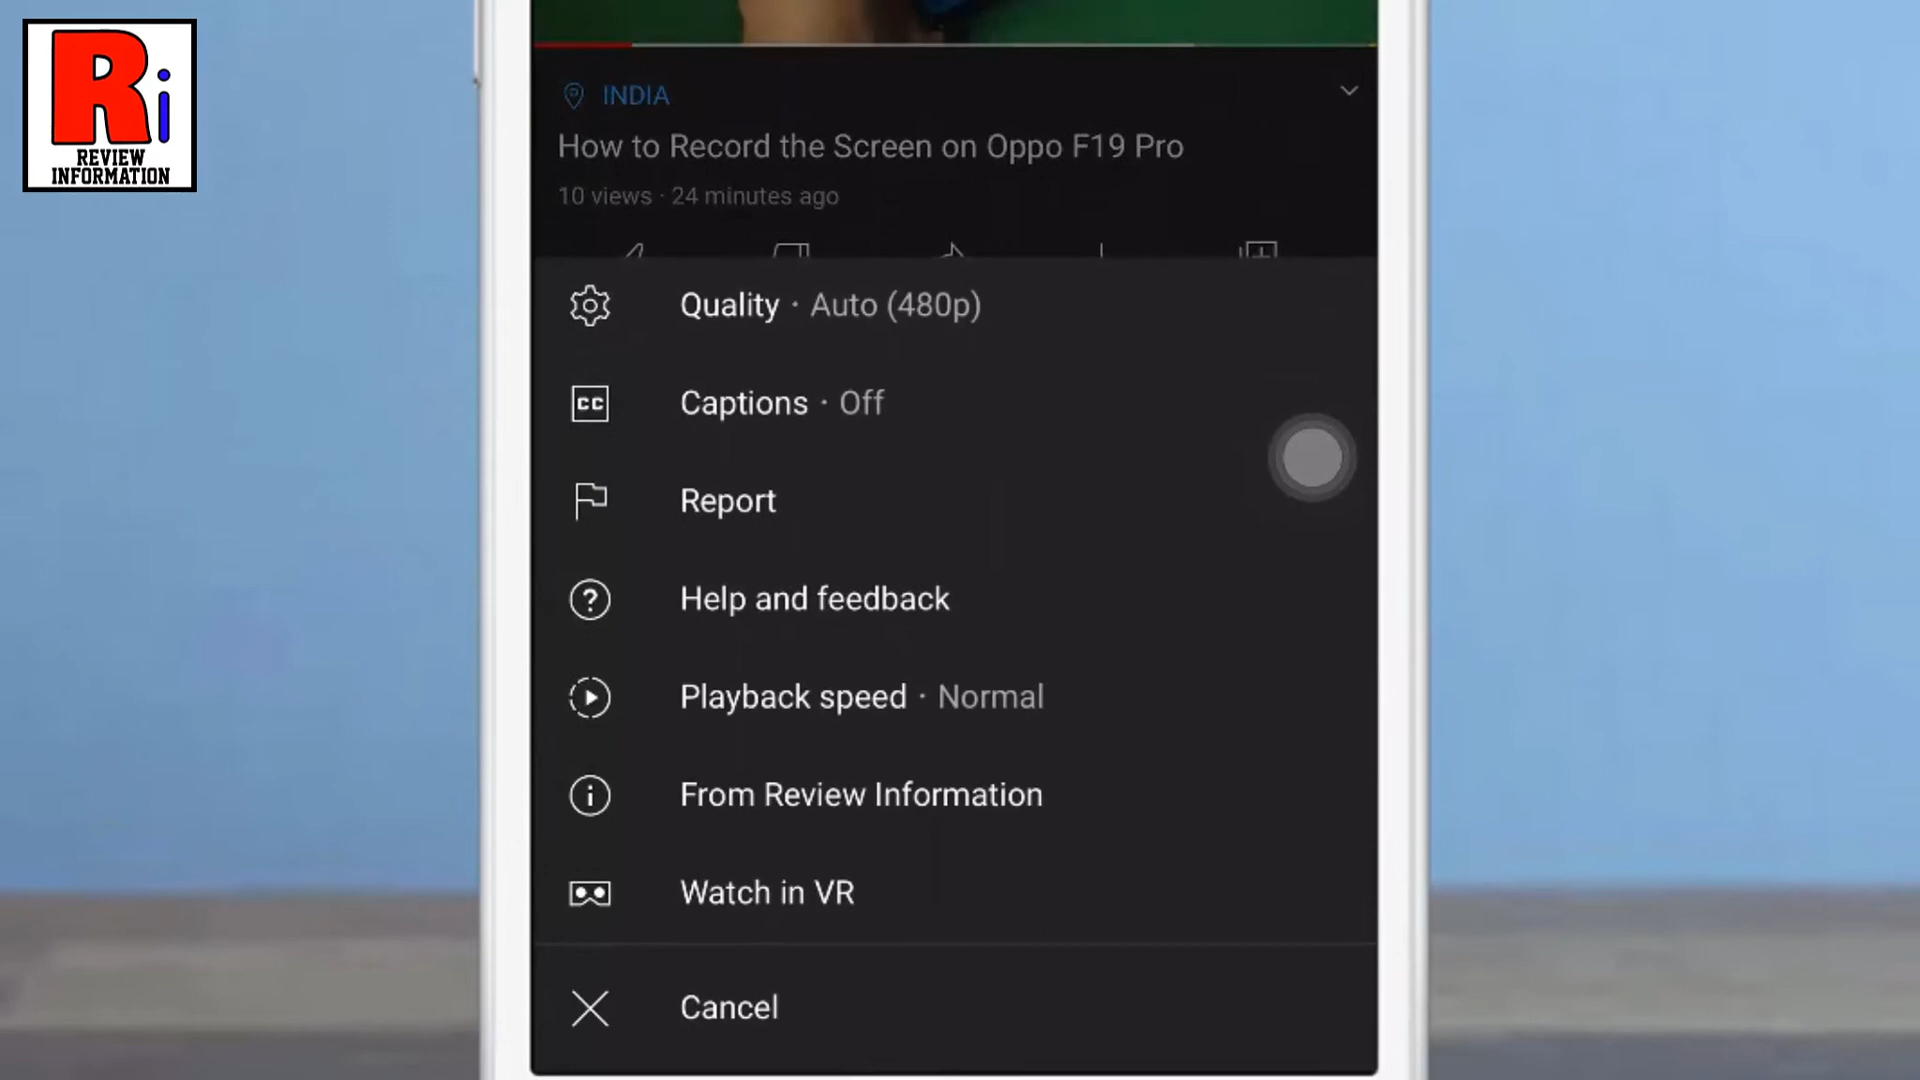 Ri
REVIEW
INFORMATION
INDIA
How to Record the Screen on Oppo F19 Pro
10 views · 24 minutes ago
Quality · Auto (480p)
CC Captions · Off
Report
? Help and feedback
Playback speed · Normal
i From Review Information
Watch in VR
Cancel